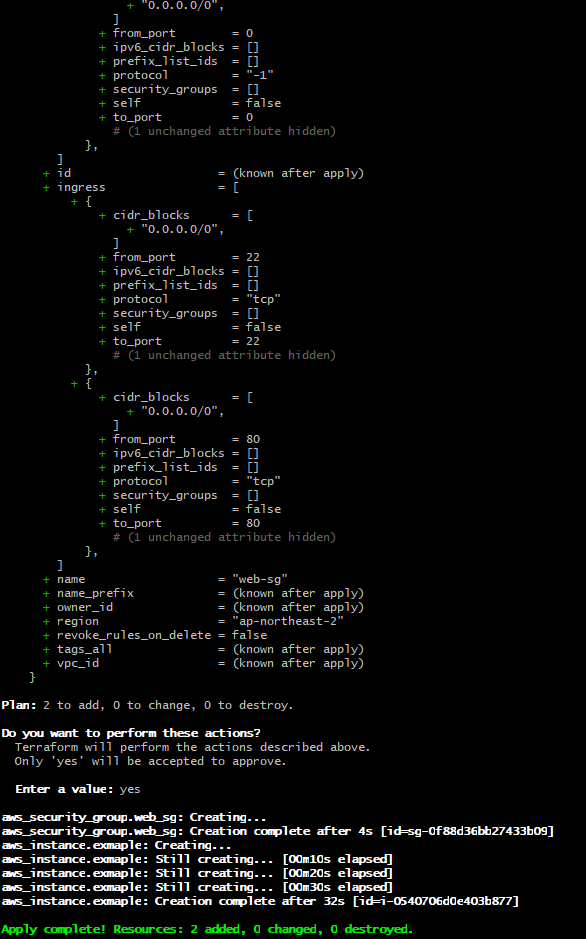 + "0.0.0.0/0",
]
+ from_port = 0
+ ipv6_cidr_blocks = []
+ prefix_list_ids = []
+ protocol = "-1"
+ security_groups = []
+ self = false
+ to_port = 0
# (1 unchanged attribute hidden)
},
]
+ id = (known after apply)
+ ingress = [
+ {
+ cidr_blocks = [
+ "0.0.0.0/0",
]
+ from_port = 22
+ ipv6_cidr_blocks = []
+ prefix_list_ids = []
+ protocol = "tcp"
+ security_groups = []
+ self = false
+ to_port = 22
# (1 unchanged attribute hidden)
},
+ {
+ cidr_blocks = [
+ "0.0.0.0/0",
]
+ from_port = 80
+ ipv6_cidr_blocks = []
+ prefix_list_ids = []
+ protocol = "tcp"
+ security_groups = []
+ self = false
+ to_port = 80
# (1 unchanged attribute hidden)
},
]
+ name = "web-sg"
+ name_prefix = (known after apply)
+ owner_id = (known after apply)
+ region = "ap-northeast-2"
+ revoke_rules_on_delete = false
+ tags_all = (known after apply)
+ vpc_id = (known after apply)
}
Plan: 2 to add, 0 to change, 0 to destroy.
Do you want to perform these actions?
Terraform will perform the actions described above.
Only 'yes' will be accepted to approve.
Enter a value: yes
aws_security_group.web_sg: Creating...
aws_security_group.web_sg: Creation complete after 4s [id=sg-0f88d36bb27433b09]
aws_instance.exmaple: Creating...
aws_instance.exmaple: Still creating... [00m10s elapsed]
aws_instance.exmaple: Still creating... [00m20s elapsed]
aws_instance.exmaple: Still creating... [00m30s elapsed]
aws_instance.exmaple: Creation complete after 32s [id=i-0540706d0e403b877]
Apply complete! Resources: 2 added, 0 changed, 0 destroyed.